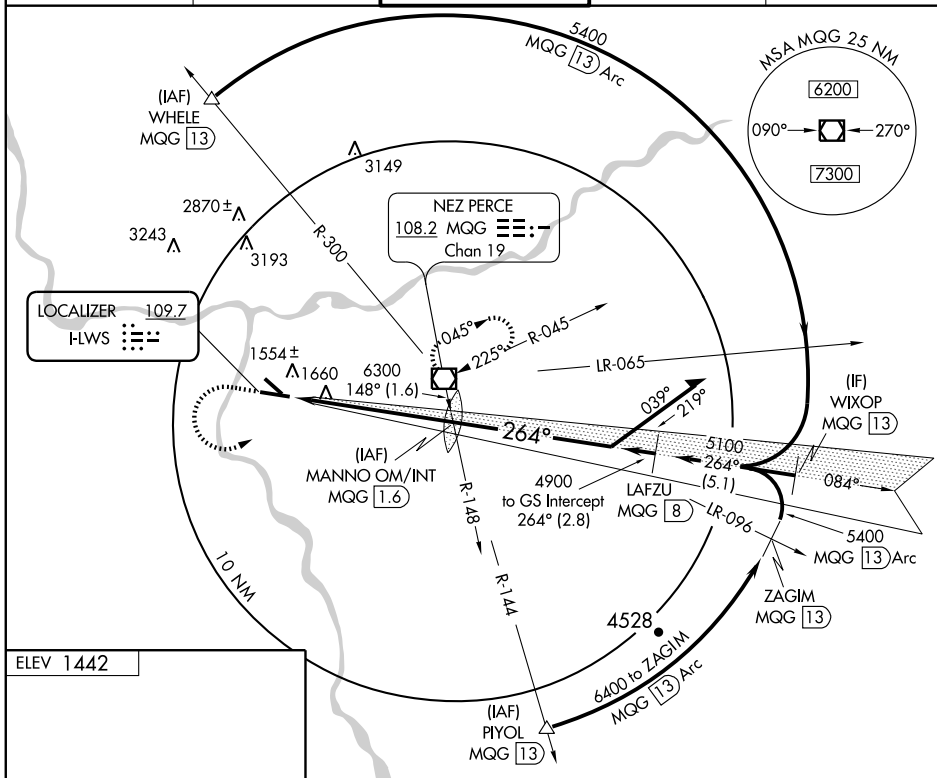 5400
MQG 13 Arc
MSA MQG 25 NM
6200
090°
270°
7300
(IAF)
WHELE
MQG 13
3149
2870±
3243
3193
R-300
NEZ PERCE
108.2 MQG
Chan 19
LOCALIZER 109.7
I-LWS
045°
225°
R-045
LR-065
1554±
1660
6300
148° (1.6)
039°
219°
(IF)
WIXOP
MQG 13
264°
5100
264°
(5.1)
084°
(IAF)
MANNO OM/INT
MQG 1.6
4900
to GS Intercept
264° (2.8)
LAFZU
MQG 8
LR-096
R-148
5400
MQG 13 Arc
10 NM
R-144
ZAGIM
MQG 13
4528
6400 to ZAGIM
MQG 13 Arc
ELEV 1442
(IAF)
PIYOL
MQG 13